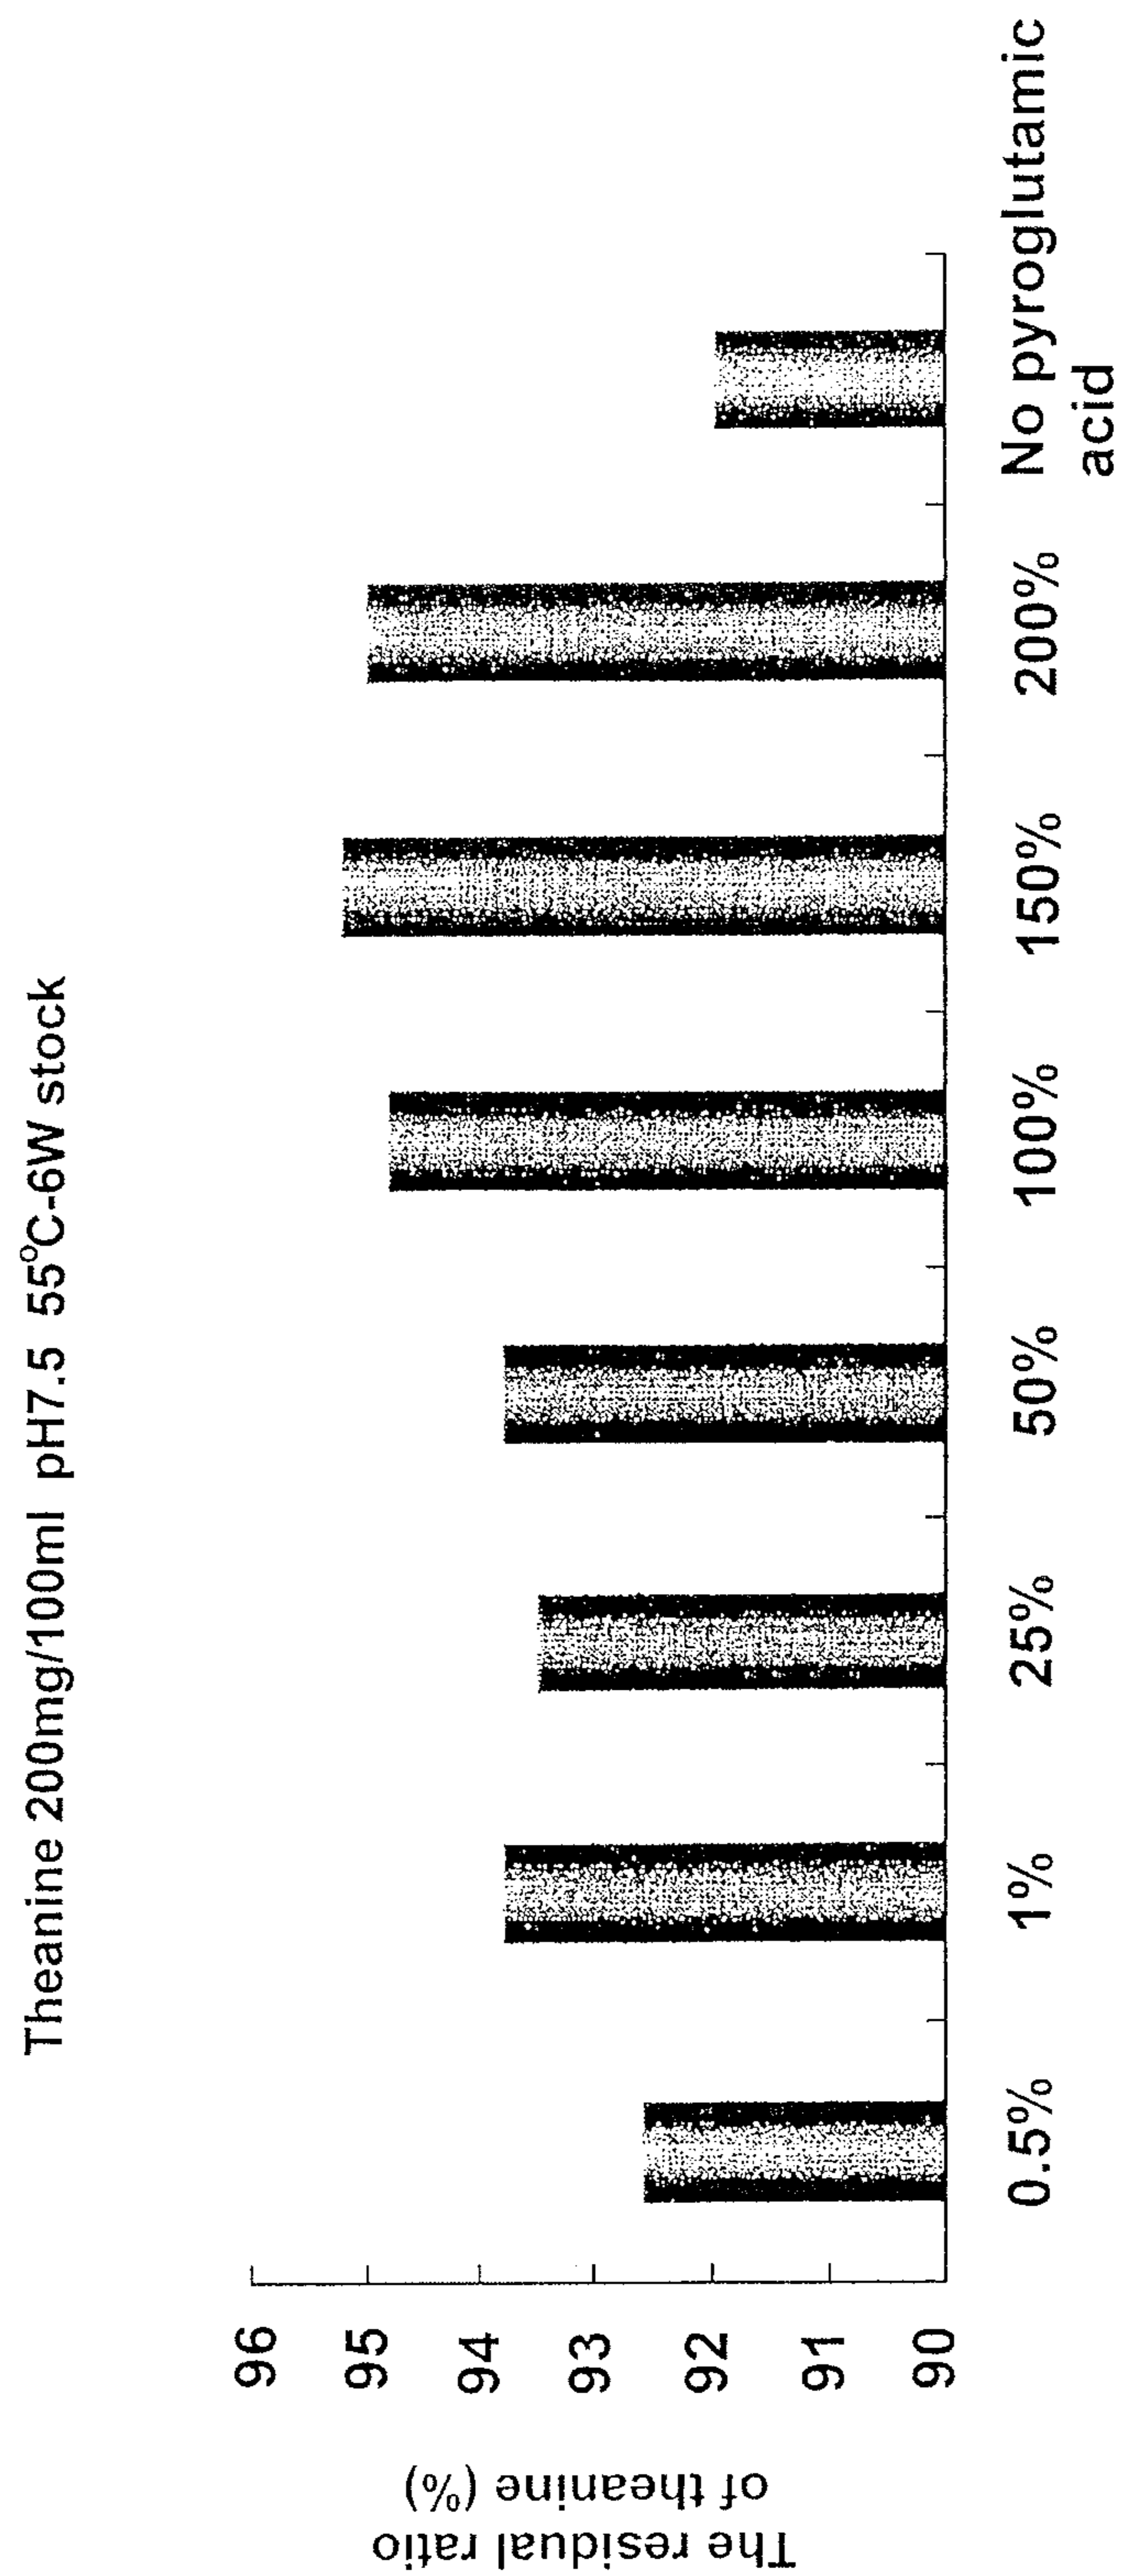 Theanine 200mg/100ml pH7.5 55°C-6W stock
The residual ratio
of theanine (%)
96
95
94
93
92
91
90
0.5%
1%
25%
50%
100%
150%
200%
No pyroglutamic
acid